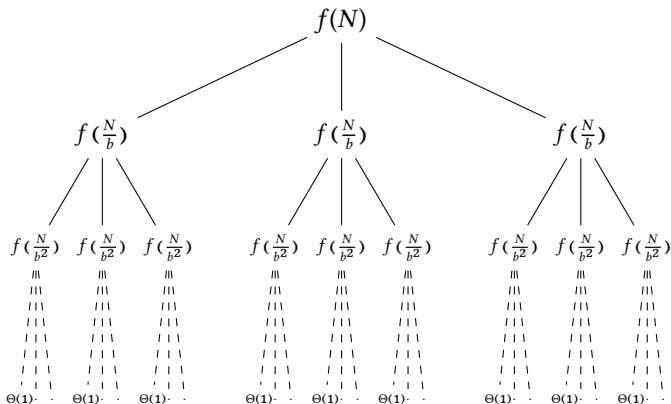 f(N)
f(N/b) f(N/b) f(N/b)
f(N/b²) f(N/b²) f(N/b²) f(N/b²) f(N/b²) f(N/b²) f(N/b²) f(N/b²) f(N/b²)
Θ(1)· · Θ(1)· · Θ(1)· · Θ(1)· · Θ(1)· · Θ(1)· · Θ(1)· · Θ(1)· · Θ(1)· ·